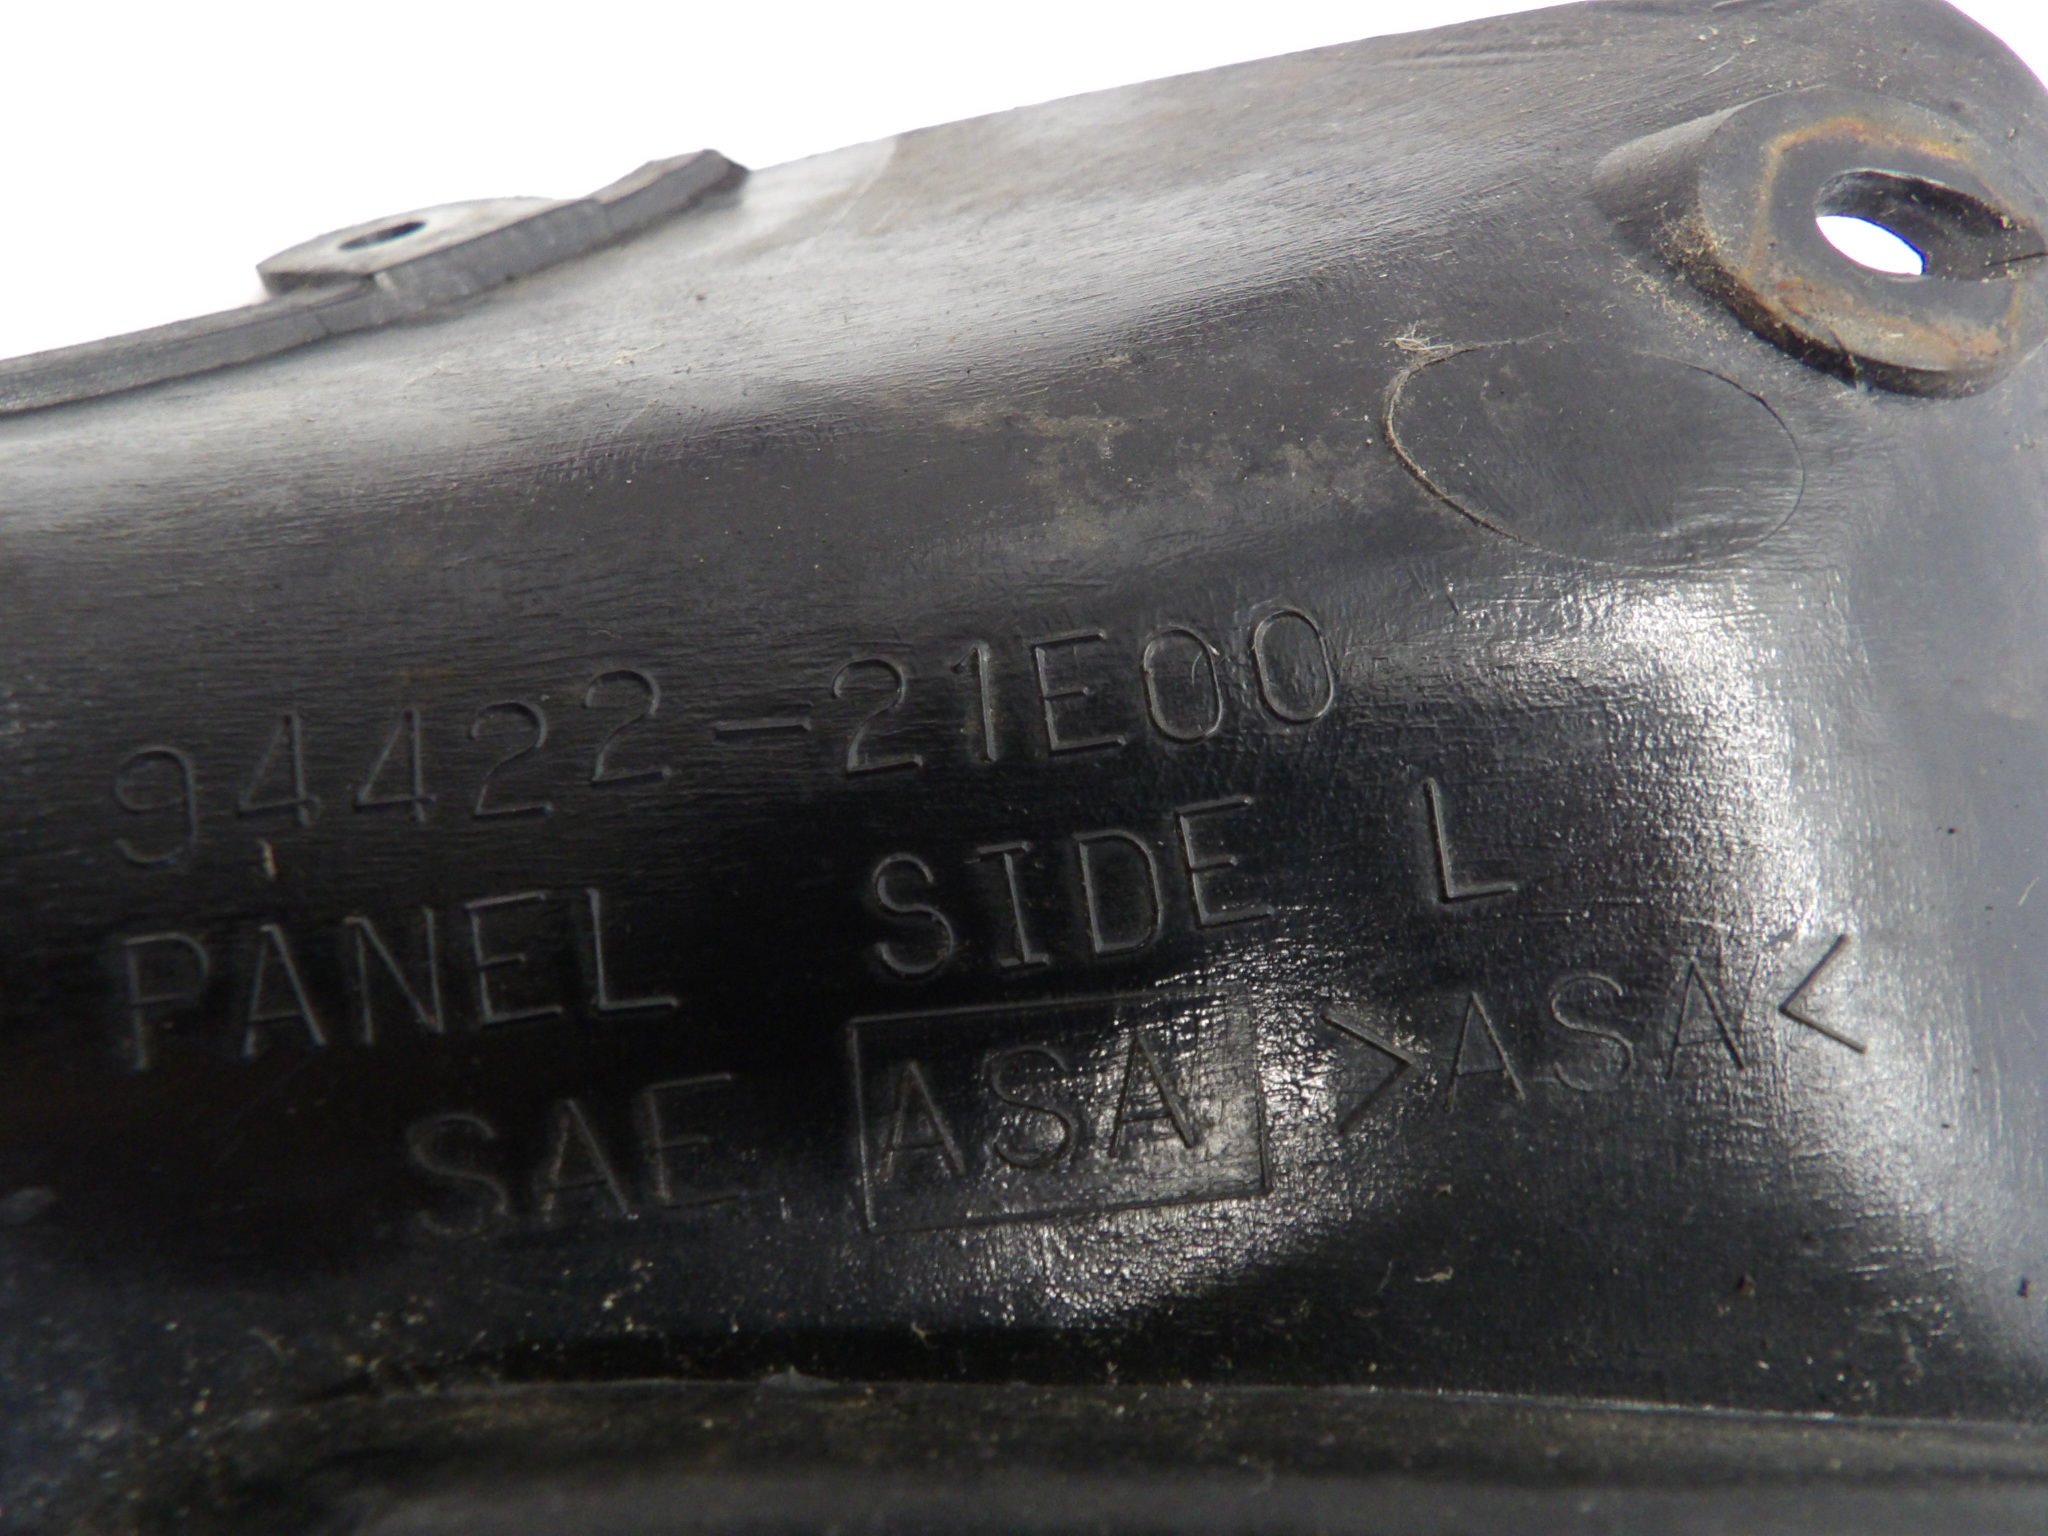 94422-21E00
PANEL SIDE L
SAE ASA >ASA<